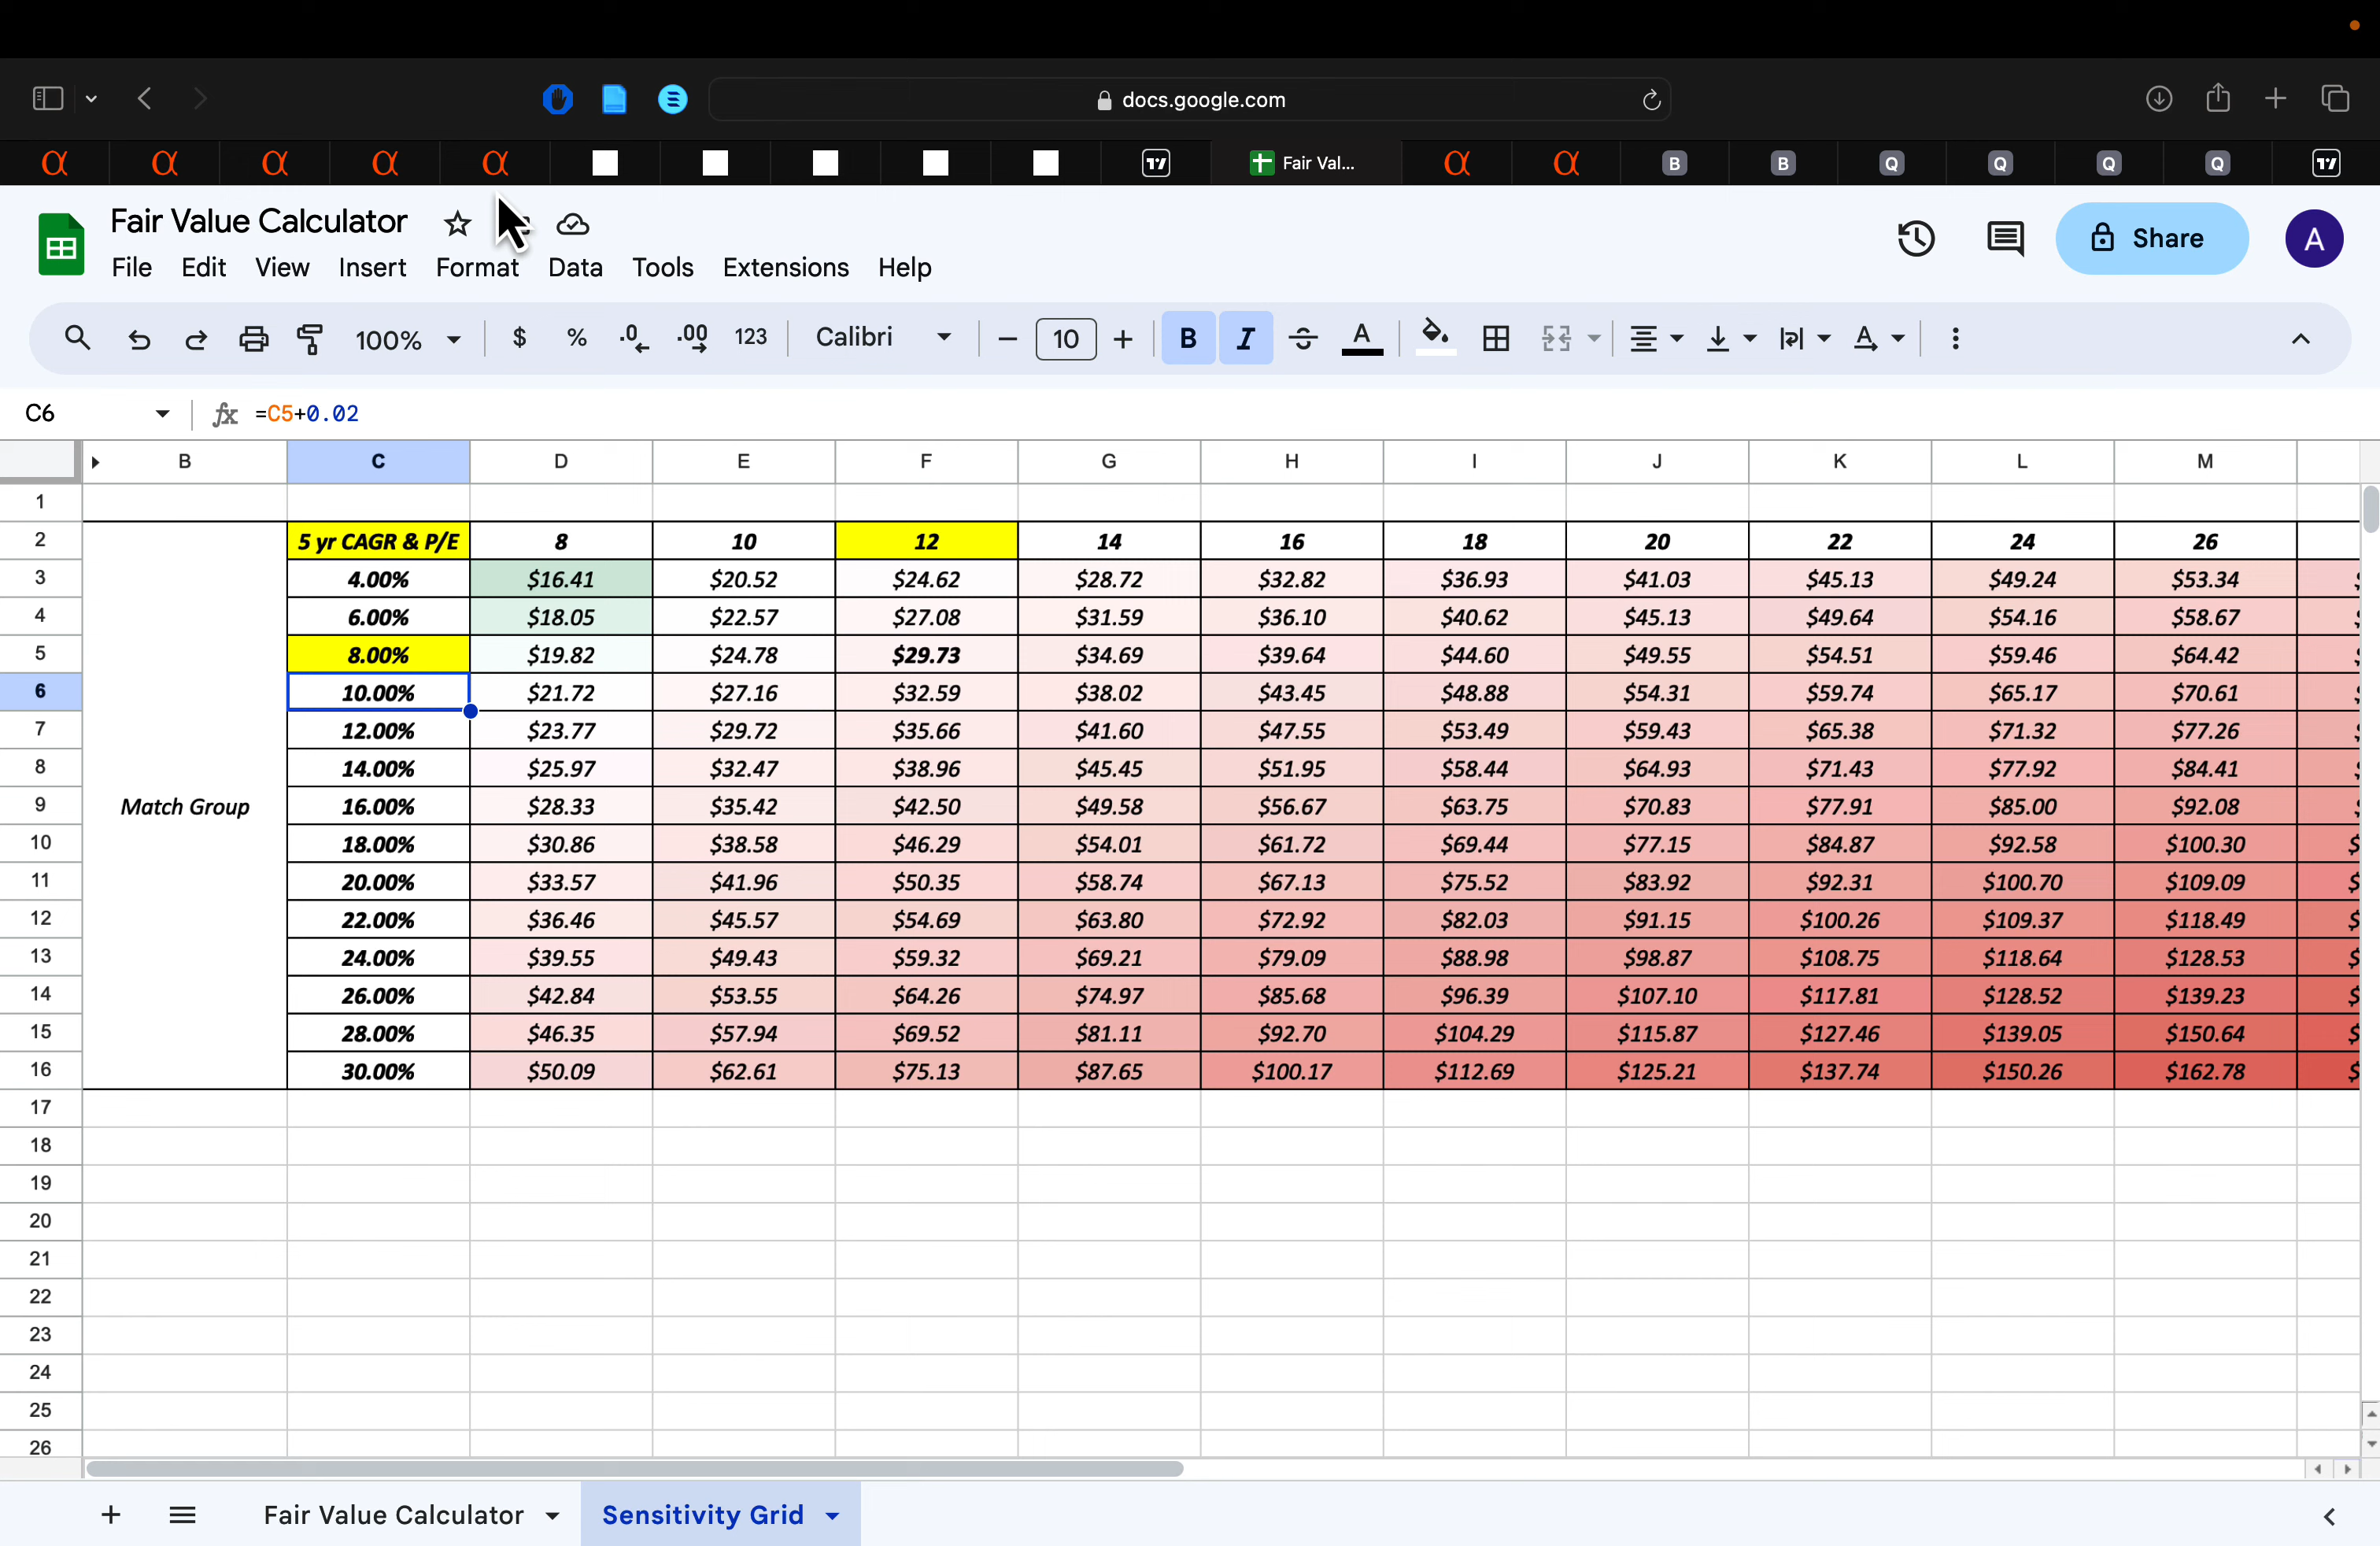 docs.google.com
α α α α α Fair Val... α α B B Q Q Q Q
Fair Value Calculator
File Edit View Insert Format Data Tools Extensions Help
Share
A
100% $ % .0 .00 123 Calibri 10 B I A A
C6 fx =C5+0.02
B C D E F G H I J K L M
1
2 5 yr CAGR & P/E 8 10 12 14 16 18 20 22 24 26
3 4.00% $16.41 $20.52 $24.62 $28.72 $32.82 $36.93 $41.03 $45.13 $49.24 $53.34
4 6.00% $18.05 $22.57 $27.08 $31.59 $36.10 $40.62 $45.13 $49.64 $54.16 $58.67
5 8.00% $19.82 $24.78 $29.73 $34.69 $39.64 $44.60 $49.55 $54.51 $59.46 $64.42
6 10.00% $21.72 $27.16 $32.59 $38.02 $43.45 $48.88 $54.31 $59.74 $65.17 $70.61
7 12.00% $23.77 $29.72 $35.66 $41.60 $47.55 $53.49 $59.43 $65.38 $71.32 $77.26
8 14.00% $25.97 $32.47 $38.96 $45.45 $51.95 $58.44 $64.93 $71.43 $77.92 $84.41
9 Match Group 16.00% $28.33 $35.42 $42.50 $49.58 $56.67 $63.75 $70.83 $77.91 $85.00 $92.08
10 18.00% $30.86 $38.58 $46.29 $54.01 $61.72 $69.44 $77.15 $84.87 $92.58 $100.30 $
11 20.00% $33.57 $41.96 $50.35 $58.74 $67.13 $75.52 $83.92 $92.31 $100.70 $109.09 $
12 22.00% $36.46 $45.57 $54.69 $63.80 $72.92 $82.03 $91.15 $100.26 $109.37 $118.49 $
13 24.00% $39.55 $49.43 $59.32 $69.21 $79.09 $88.98 $98.87 $108.75 $118.64 $128.53 $
14 26.00% $42.84 $53.55 $64.26 $74.97 $85.68 $96.39 $107.10 $117.81 $128.52 $139.23 $
15 28.00% $46.35 $57.94 $69.52 $81.11 $92.70 $104.29 $115.87 $127.46 $139.05 $150.64 $
16 30.00% $50.09 $62.61 $75.13 $87.65 $100.17 $112.69 $125.21 $137.74 $150.26 $162.78 $
17
18
19
20
21
22
23
24
25
26
Fair Value Calculator Sensitivity Grid